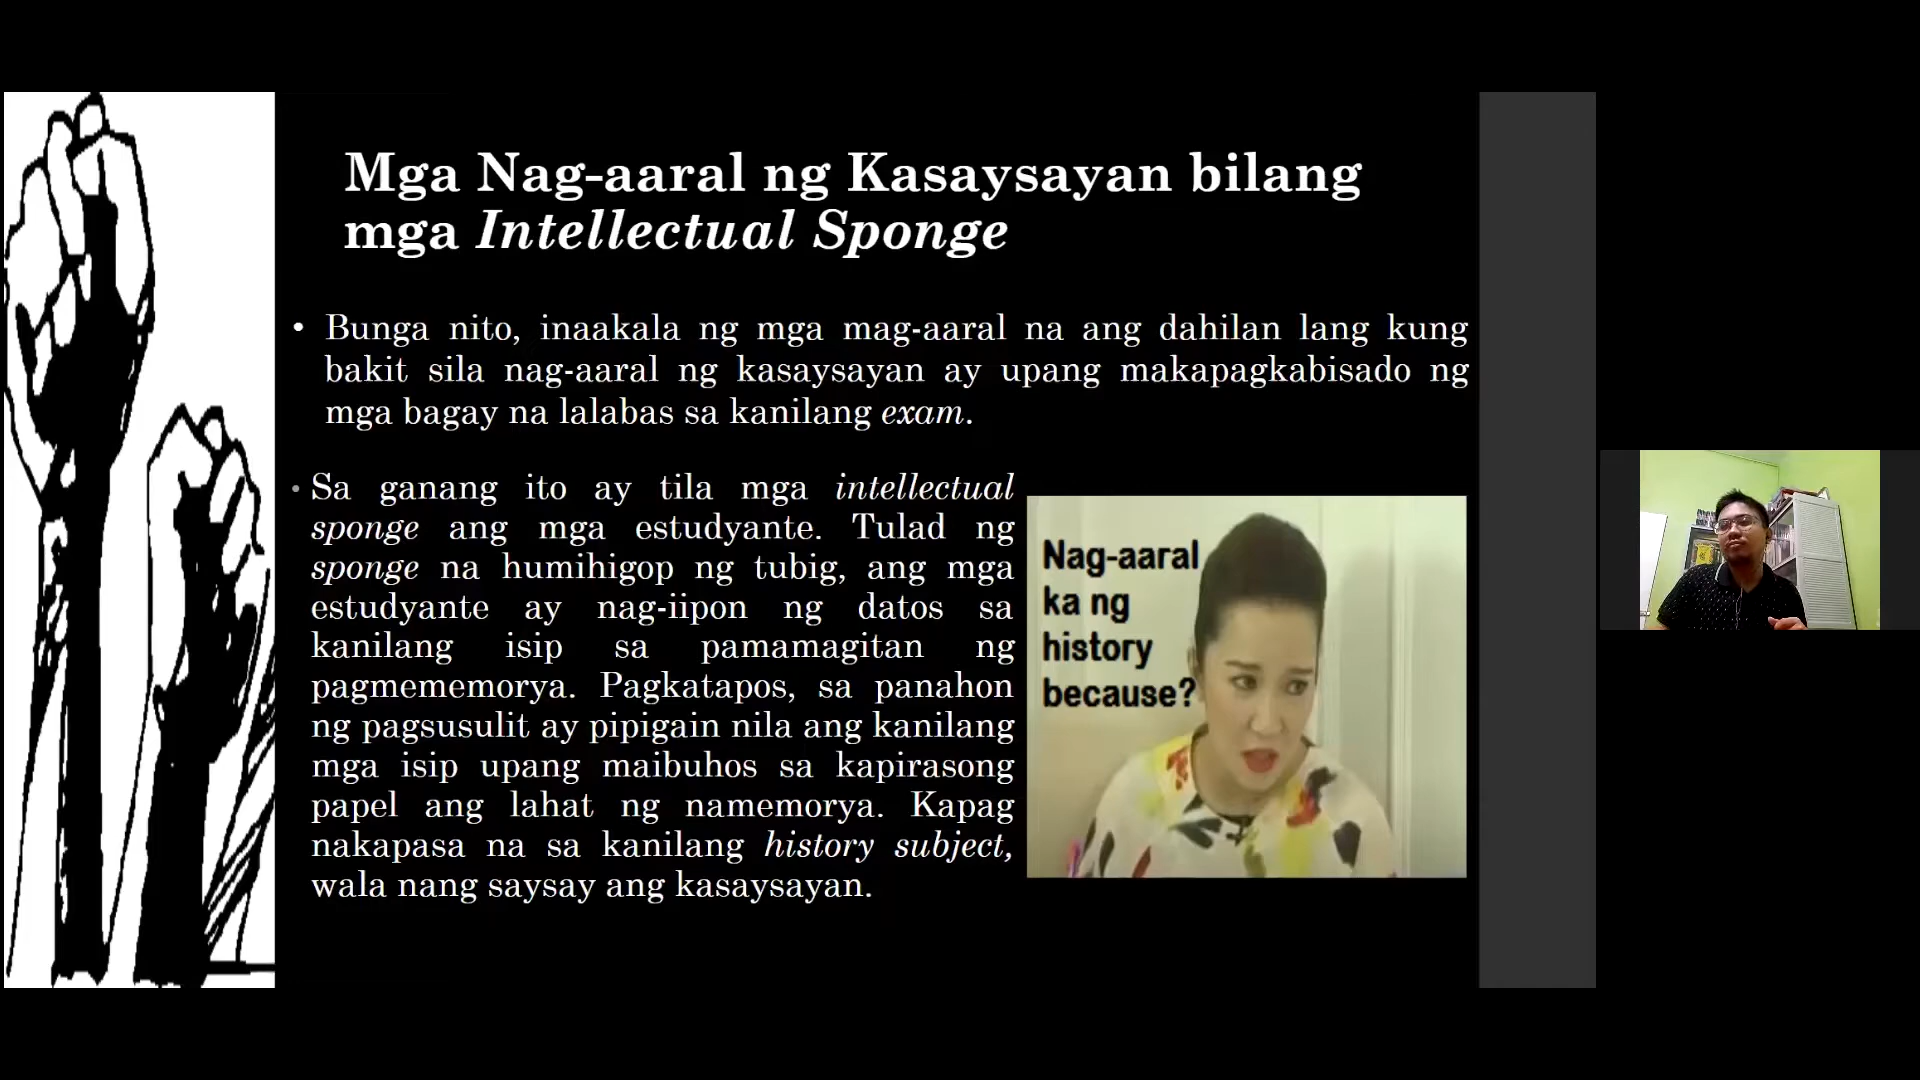 Mga Nag-aaral ng Kasaysayan bilang
mga Intellectual Sponge
• Bunga nito, inaakala ng mga mag-aaral na ang dahilan lang kung
bakit sila nag-aaral ng kasaysayan ay upang makapagkabisado ng
mga bagay na lalabas sa kanilang exam.
• Sa ganang ito ay tila mga intellectual
sponge ang mga estudyante. Tulad ng
sponge na humihigop ng tubig, ang mga
estudyante ay nag-iipon ng datos sa
kanilang isip sa pamamagitan ng
pagmememorya. Pagkatapos, sa panahon
ng pagsusulit ay pipigain nila ang kanilang
mga isip upang maibuhos sa kapirasong
papel ang lahat ng namemorya. Kapag
nakapasa na sa kanilang history subject,
wala nang saysay ang kasaysayan.
Nag-aaral
ka ng
history
because?